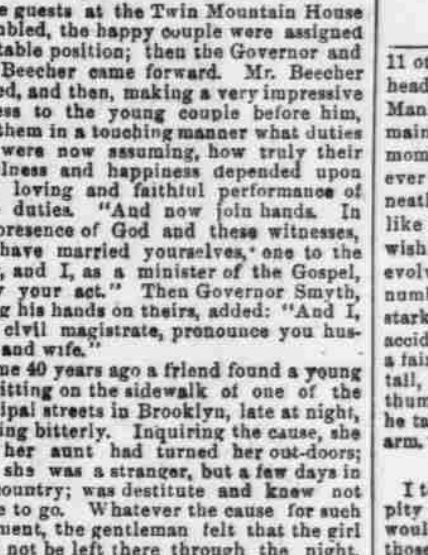 e guests at the Twin Mountain House
mbled, the happy couple were assigned
table position; then the Governor and
Beecher came forward. Mr. Beecher
ed, and then, making a very impressive
ess to the young couple before him,
them in a touching manner what duties
were now assuming, how truly their
lness and happiness depended upon
loving and faithful performance of
duties. "And now join hands. In
presence of God and these witnesses,
have married yourselves, one to the
, and I, as a minister of the Gospel,
y your act." Then Governor Smyth,
g his hands on theirs, added: "And I,
civil magistrate, pronounce you hus-
and wife."
me 40 years ago a friend found a young
itting on the sidewalk of one of the
ipal streets in Brooklyn, late at night,
ing bitterly. Inquiring the cause, she
her aunt had turned her out-doors;
she was a stranger, but a few days in
country; was destitute and knew not
e to go. Whatever the cause for such
ment, the gentleman felt that the girl
not be left there through the night
11 of
head
Man
main
mom
ever
neatl
like
wish
evolv
numb
stark
accid
a fair
tall,
thum
he ta
arm.
I t
pity
woul
those